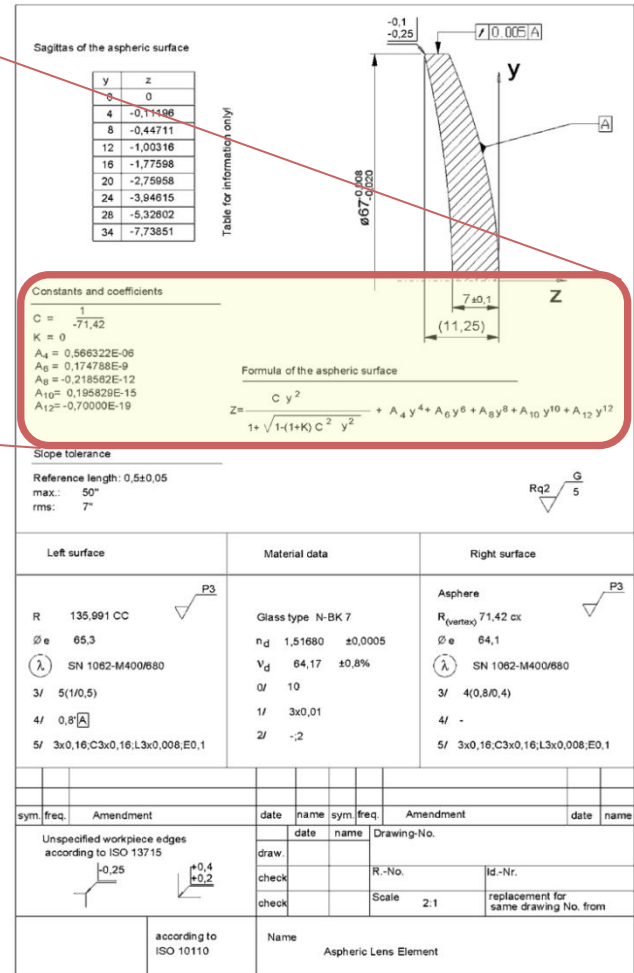 Sagittas of the aspheric surface
-0,1
-0,25
0.005 A
y
A
y z
0 0
4 -0,11196
8 -0,44711
12 -1,00316
16 -1,77598
20 -2,75958
24 -3,94615
28 -5,32602
34 -7,73851
Table for information only!
ø67 -0,008 -0,020
7±0,1
z
(11,25)
Constants and coefficients
C = 1 / -71,42
K = 0
A4 = 0,566322E-06
A6 = 0,174788E-9
A8 = -0,218562E-12
A10= 0,195829E-15
A12= -0,70000E-19
Formula of the aspheric surface
Z= C y² / 1+ √1-(1+K) C² y² + A4 y⁴+ A6 y⁶ + A8 y⁸ + A10 y¹⁰ + A12 y¹²
Slope tolerance
Reference length: 0,5±0,05
max.: 50"
rms: 7"
Rq2 G 5
Left surface
Material data
Right surface
P3
R 135,991 CC
Ø e 65,3
λ SN 1062-M400/680
3/ 5(1/0,5)
4/ 0,8' A
5/ 3x0,16;C3x0,16;L3x0,008;E0,1
Glass type N-BK 7
nd 1,51680 ±0,0005
νd 64,17 ±0,8%
0/ 10
1/ 3x0,01
2/ -;2
Asphere
P3
R(vertex) 71,42 cx
Ø e 64,1
λ SN 1062-M400/680
3/ 4(0,8/0,4)
4/ -
5/ 3x0,16;C3x0,16;L3x0,008;E0,1
sym. freq. Amendment date name sym. freq. Amendment date name
Unspecified workpiece edges
according to ISO 13715
-0,25
+0,4
+0,2
date name
draw.
check
check
Drawing-No.
R.-No.
Id.-Nr.
Scale 2:1
replacement for
same drawing No. from
according to
ISO 10110
Name
Aspheric Lens Element